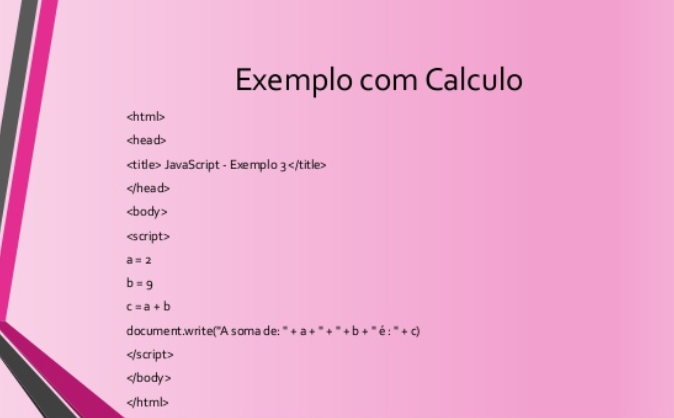 Exemplo com Calculo
<html>
<head>
<title> JavaScript - Exemplo 3</title>
</head>
<body>
<script>
a = 2
b = 9
c = a + b
document.write("A soma de: " + a + " + " + b + " é : " + c)
</script>
</body>
</html>